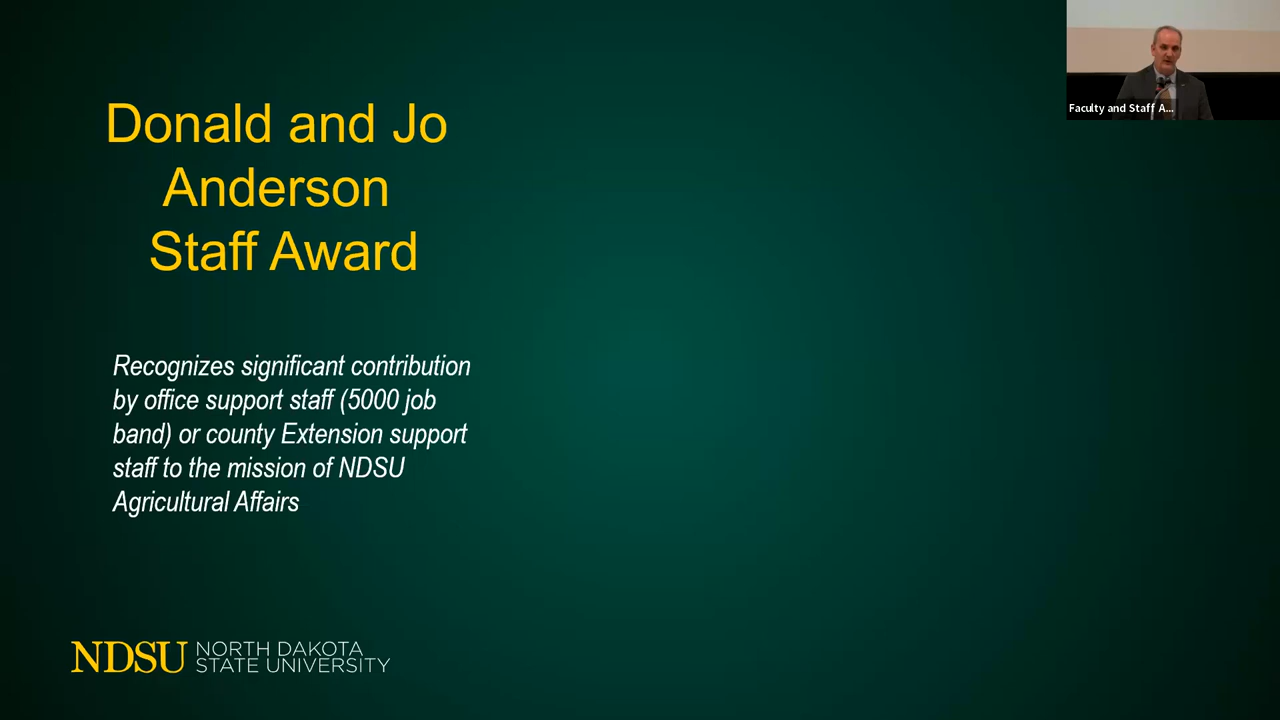 Donald and Jo
Anderson
Staff Award
Recognizes significant contribution
by office support staff (5000 job
band) or county Extension support
staff to the mission of NDSU
Agricultural Affairs
NDSU NORTH DAKOTA
STATE UNIVERSITY
Faculty and Staff A...